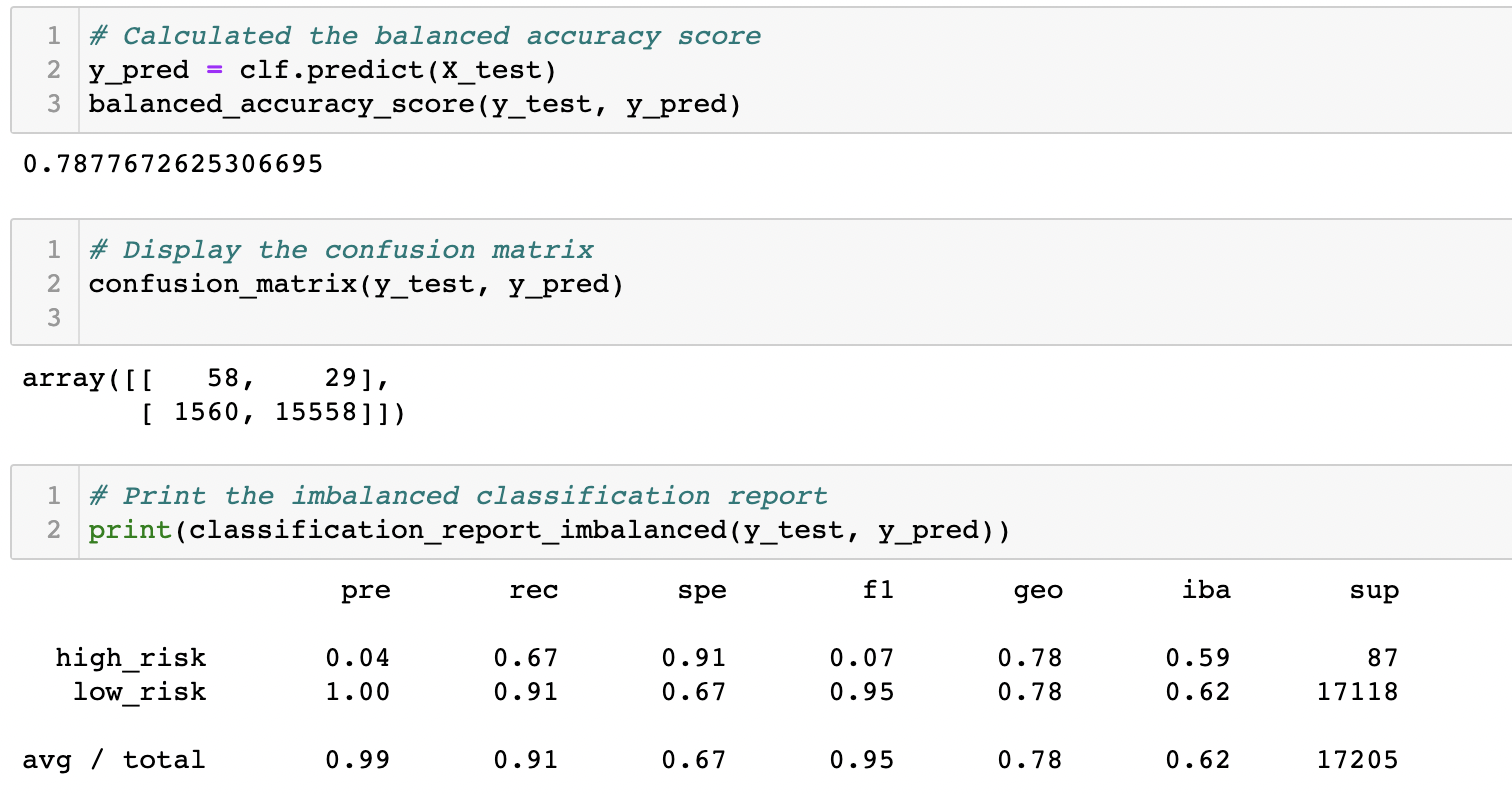 1 # Calculated the balanced accuracy score
2 y_pred = clf.predict(X_test)
3 balanced_accuracy_score(y_test, y_pred)
0.7877672625306695
1 # Display the confusion matrix
2 confusion_matrix(y_test, y_pred)
3
array([[   58,    29],
       [ 1560, 15558]])
1 # Print the imbalanced classification report
2 print(classification_report_imbalanced(y_test, y_pred))
                   pre       rec       spe        f1       geo       iba       sup
  high_risk       0.04      0.67      0.91      0.07      0.78      0.59        87
   low_risk       1.00      0.91      0.67      0.95      0.78      0.62     17118
avg / total       0.99      0.91      0.67      0.95      0.78      0.62     17205